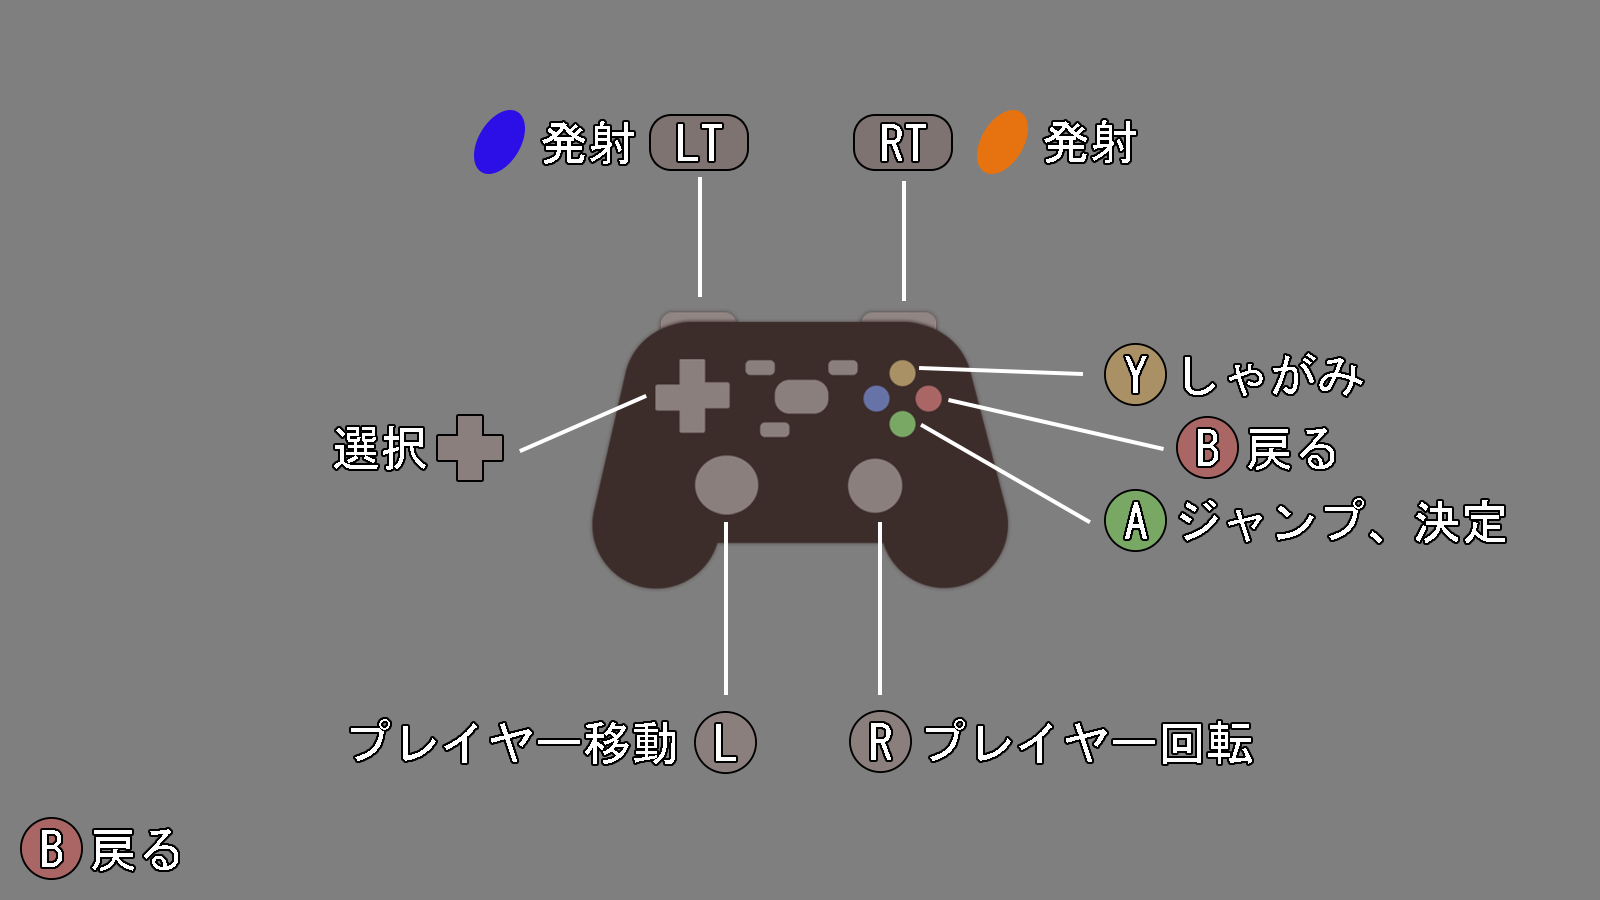 発射 LT
RT 発射
Y しゃがみ
選択
B 戻る
A ジャンプ、決定
プレイヤー移動 L
R プレイヤー回転
B 戻る